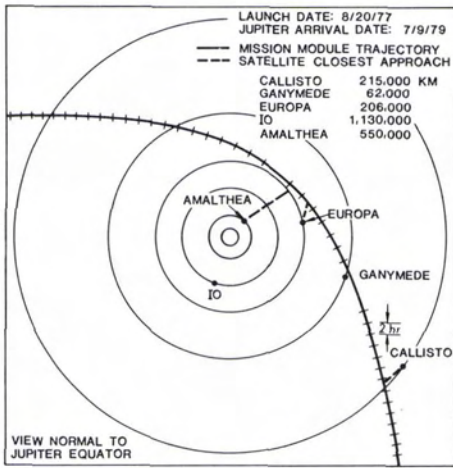 LAUNCH DATE: 8/20/77
JUPITER ARRIVAL DATE: 7/9/79
MISSION MODULE TRAJECTORY
SATELLITE CLOSEST APPROACH
CALLISTO 215,000 KM
GANYMEDE 62,000
EUROPA 206,000
IO 1,130,000
AMALTHEA 550,000
AMALTHEA
EUROPA
GANYMEDE
IO
2 hr
CALLISTO
VIEW NORMAL TO
JUPITER EQUATOR